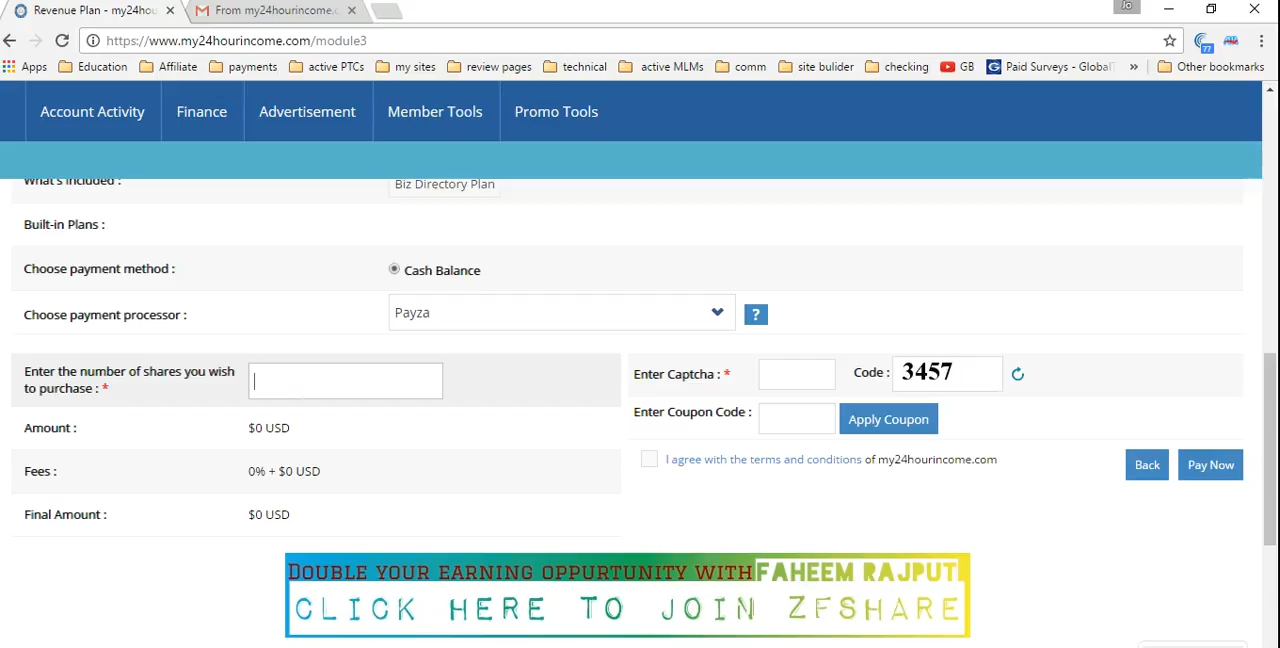 Jo
Revenue Plan - my24hou
From my24hourincome.c
https://www.my24hourincome.com/module3
77
Apps Education Affiliate payments active PTCs my sites review pages technical active MLMs comm site bulider checking GB Paid Surveys - Global » Other bookmarks
Account Activity Finance Advertisement Member Tools Promo Tools
What's included :
Biz Directory Plan
Built-in Plans :
Choose payment method :
Cash Balance
Choose payment processor :
Payza
?
Enter the number of shares you wish
to purchase : *
Amount :
$0 USD
Fees :
0% + $0 USD
Final Amount :
$0 USD
Enter Captcha : *
Code :
3457
Enter Coupon Code :
Apply Coupon
I agree with the terms and conditions of my24hourincome.com
Back
Pay Now
DOUBLE YOUR EARNING OPPURTUNITY WITH FAHEEM RAJPUT
CLICK HERE TO JOIN ZFSHARE